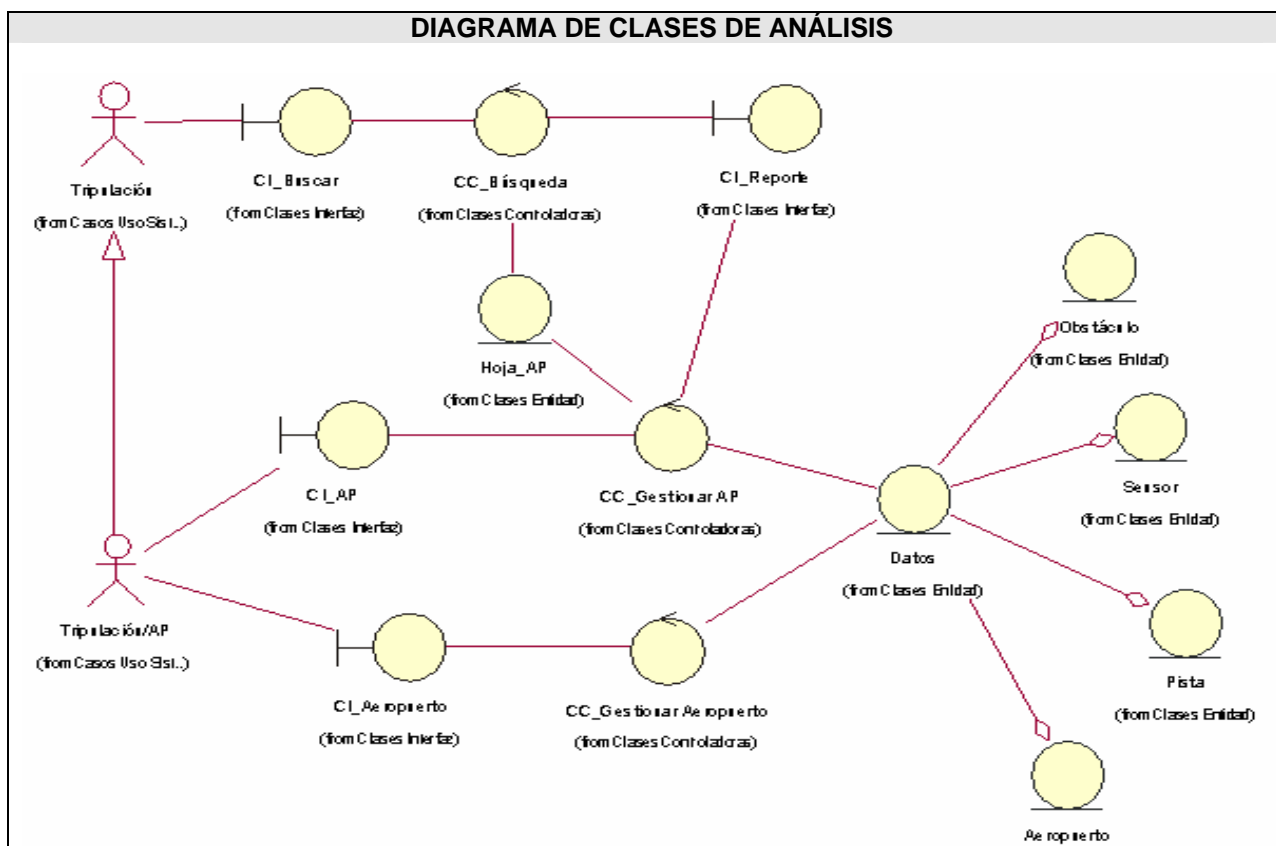 DIAGRAMA DE CLASES DE ANÁLISIS
Tripulación
(from Casos Uso Sist...)
CI_Buscar
(from Clases Interfaz)
CC_Búsqueda
(from Clases Controladoras)
CI_Reporte
(from Clases Interfaz)
Obstáculo
(from Clases Entidad)
Hoja_AP
(from Clases Entidad)
CI_AP
(from Clases Interfaz)
CC_Gestionar AP
(from Clases Controladoras)
Sensor
(from Clases Entidad)
Datos
(from Clases Entidad)
Tripulación/AP
(from Casos Uso Sist...)
CI_Aeropuerto
(from Clases Interfaz)
CC_Gestionar Aeropuerto
(from Clases Controladoras)
Pista
(from Clases Entidad)
Aeropuerto